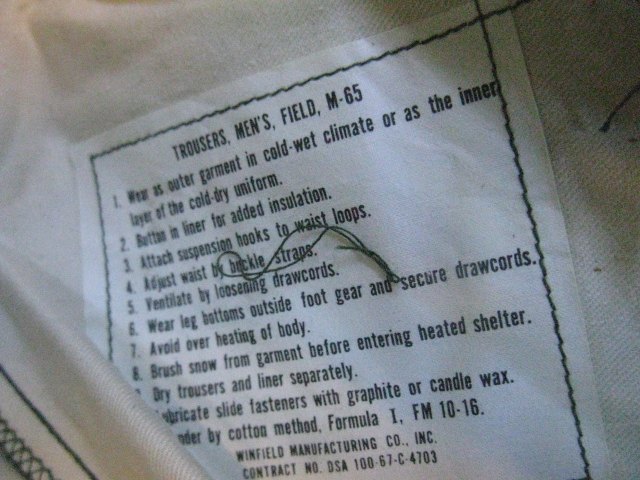 TROUSERS, MEN'S, FIELD, M-65
1. Wear as outer garment in cold-wet climate or as the inner
layer of the cold-dry uniform.
2. Button in liner for added insulation.
3. Attach suspension hooks to waist loops.
4. Adjust waist by buckle straps.
5. Ventilate by loosening drawcords.
6. Wear leg bottoms outside foot gear and secure drawcords.
7. Avoid over heating of body.
8. Brush snow from garment before entering heated shelter.
Dry trousers and liner separately.
slide fasteners with graphite or candle wax.
by cotton method, Formula I, FM 10-16.
WINFIELD MANUFACTURING CO., INC.
CONTRACT NO. DSA 100-67-C-4703